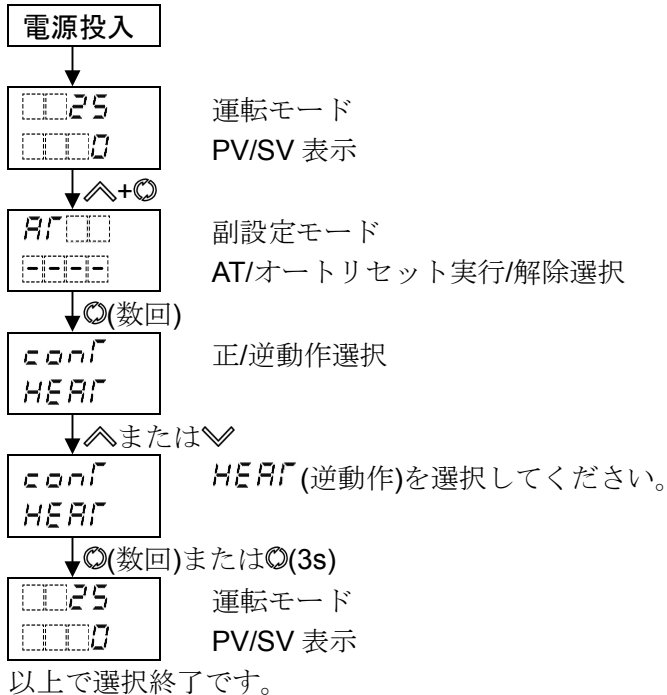 電源投入
25 運転モード
0 PV/SV 表示
+
AT 副設定モード
---- AT/オートリセット実行/解除選択
(数回)
conT 正/逆動作選択
HEAT
または
conT HEAT(逆動作)を選択してください。
HEAT
(数回)または(3s)
25 運転モード
0 PV/SV 表示
以上で選択終了です。